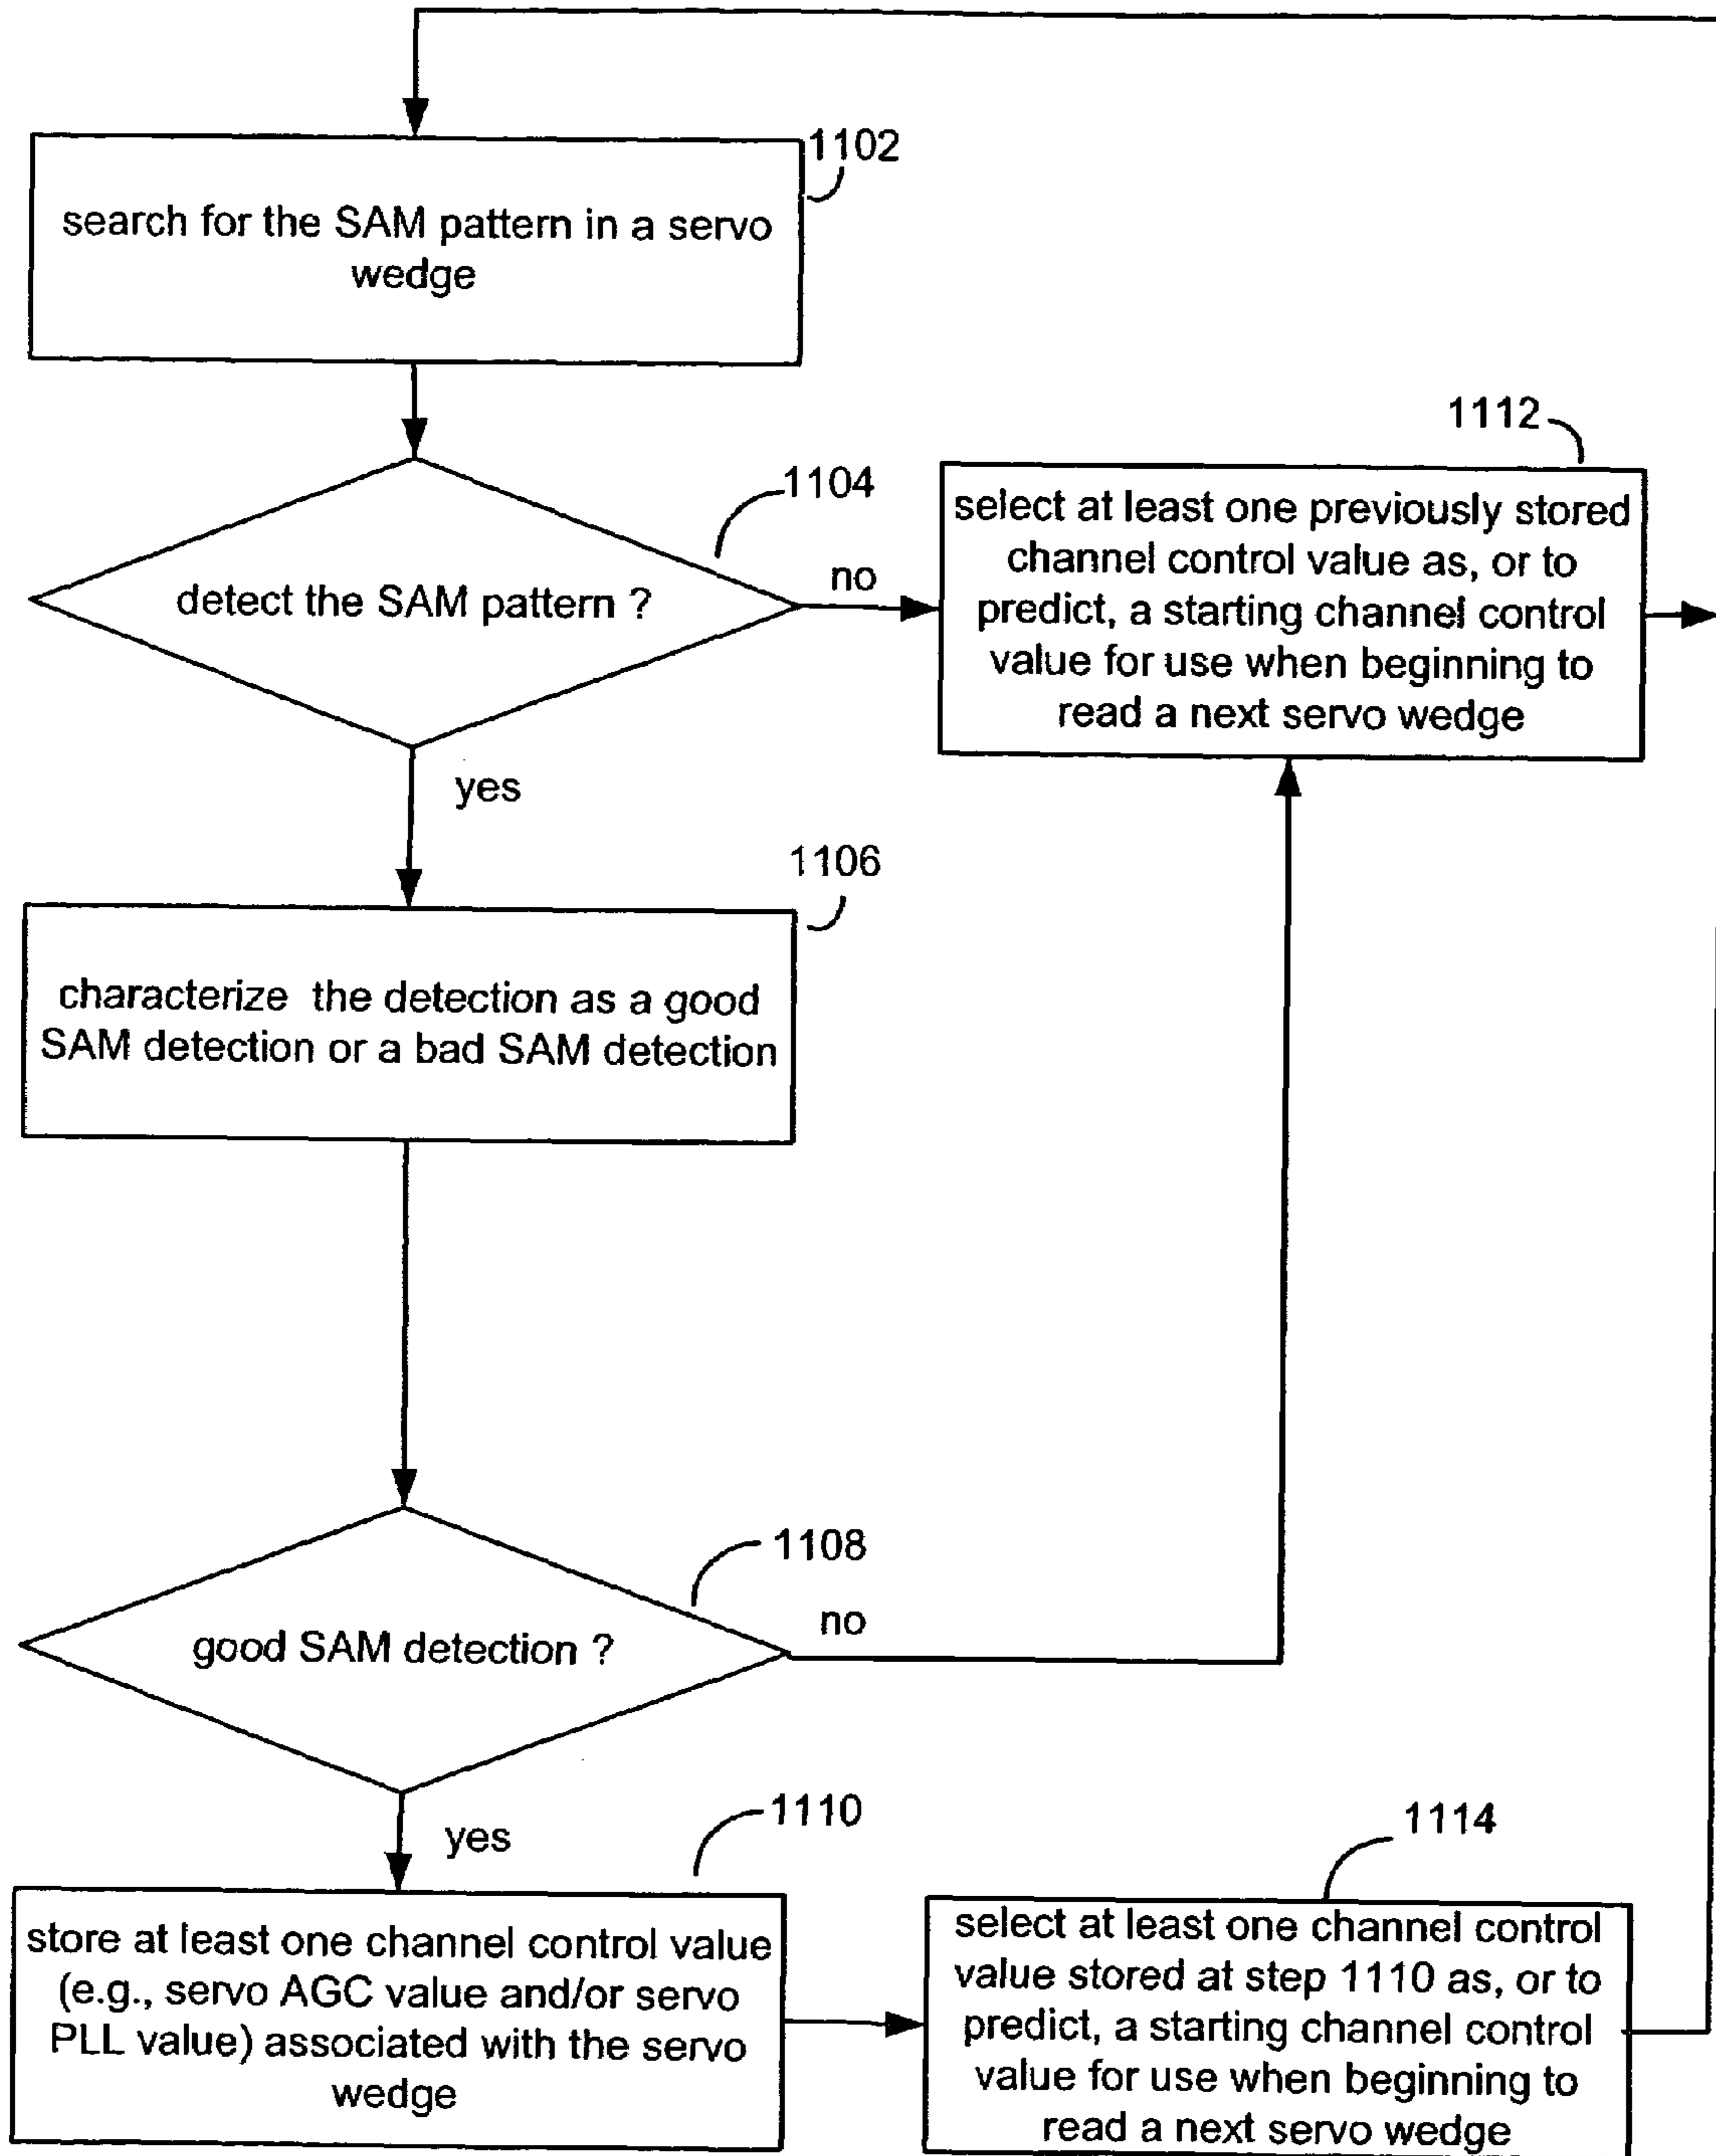 1102
search for the SAM pattern in a servo
wedge
1104
detect the SAM pattern ?
no
yes
1112
select at least one previously stored
channel control value as, or to
predict, a starting channel control
value for use when beginning to
read a next servo wedge
1106
characterize the detection as a good
SAM detection or a bad SAM detection
1108
good SAM detection ?
no
yes
1110
store at least one channel control value
(e.g., servo AGC value and/or servo
PLL value) associated with the servo
wedge
1114
select at least one channel control
value stored at step 1110 as, or to
predict, a starting channel control
value for use when beginning to
read a next servo wedge